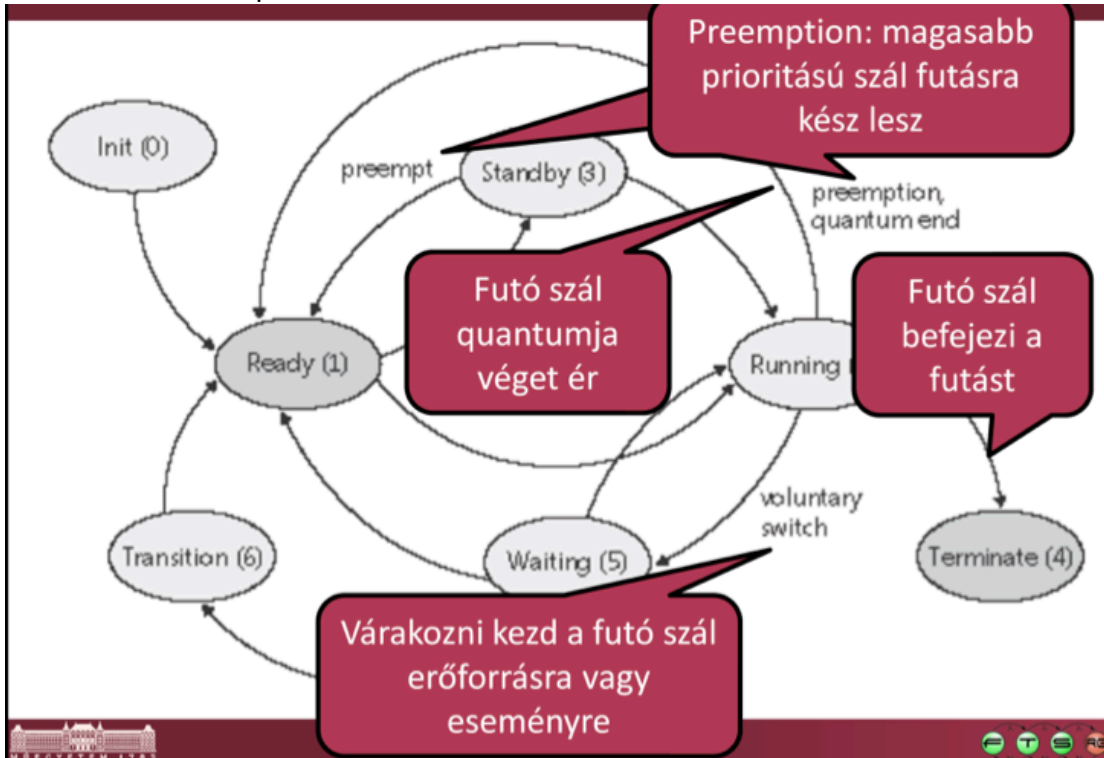 Preemption: magasabb
prioritású szál futásra
kész lesz
Init (0)
preempt
Standby (3)
preemption,
quantum end
Futó szál
quantumja
véget ér
Futó szál
befejezi a
futást
Ready (1)
Running
voluntary
switch
Transition (6)
Waiting (5)
Terminate (4)
Várakozni kezd a futó szál
erőforrásra vagy
eseményre
F T S RG